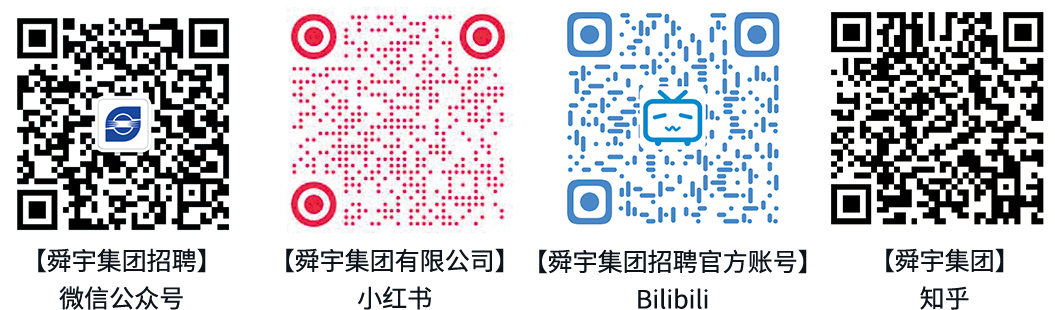 【舜宇集团招聘】
微信公众号
【舜宇集团有限公司】
小红书
【舜宇集团招聘官方账号】
Bilibili
【舜宇集团】
知乎